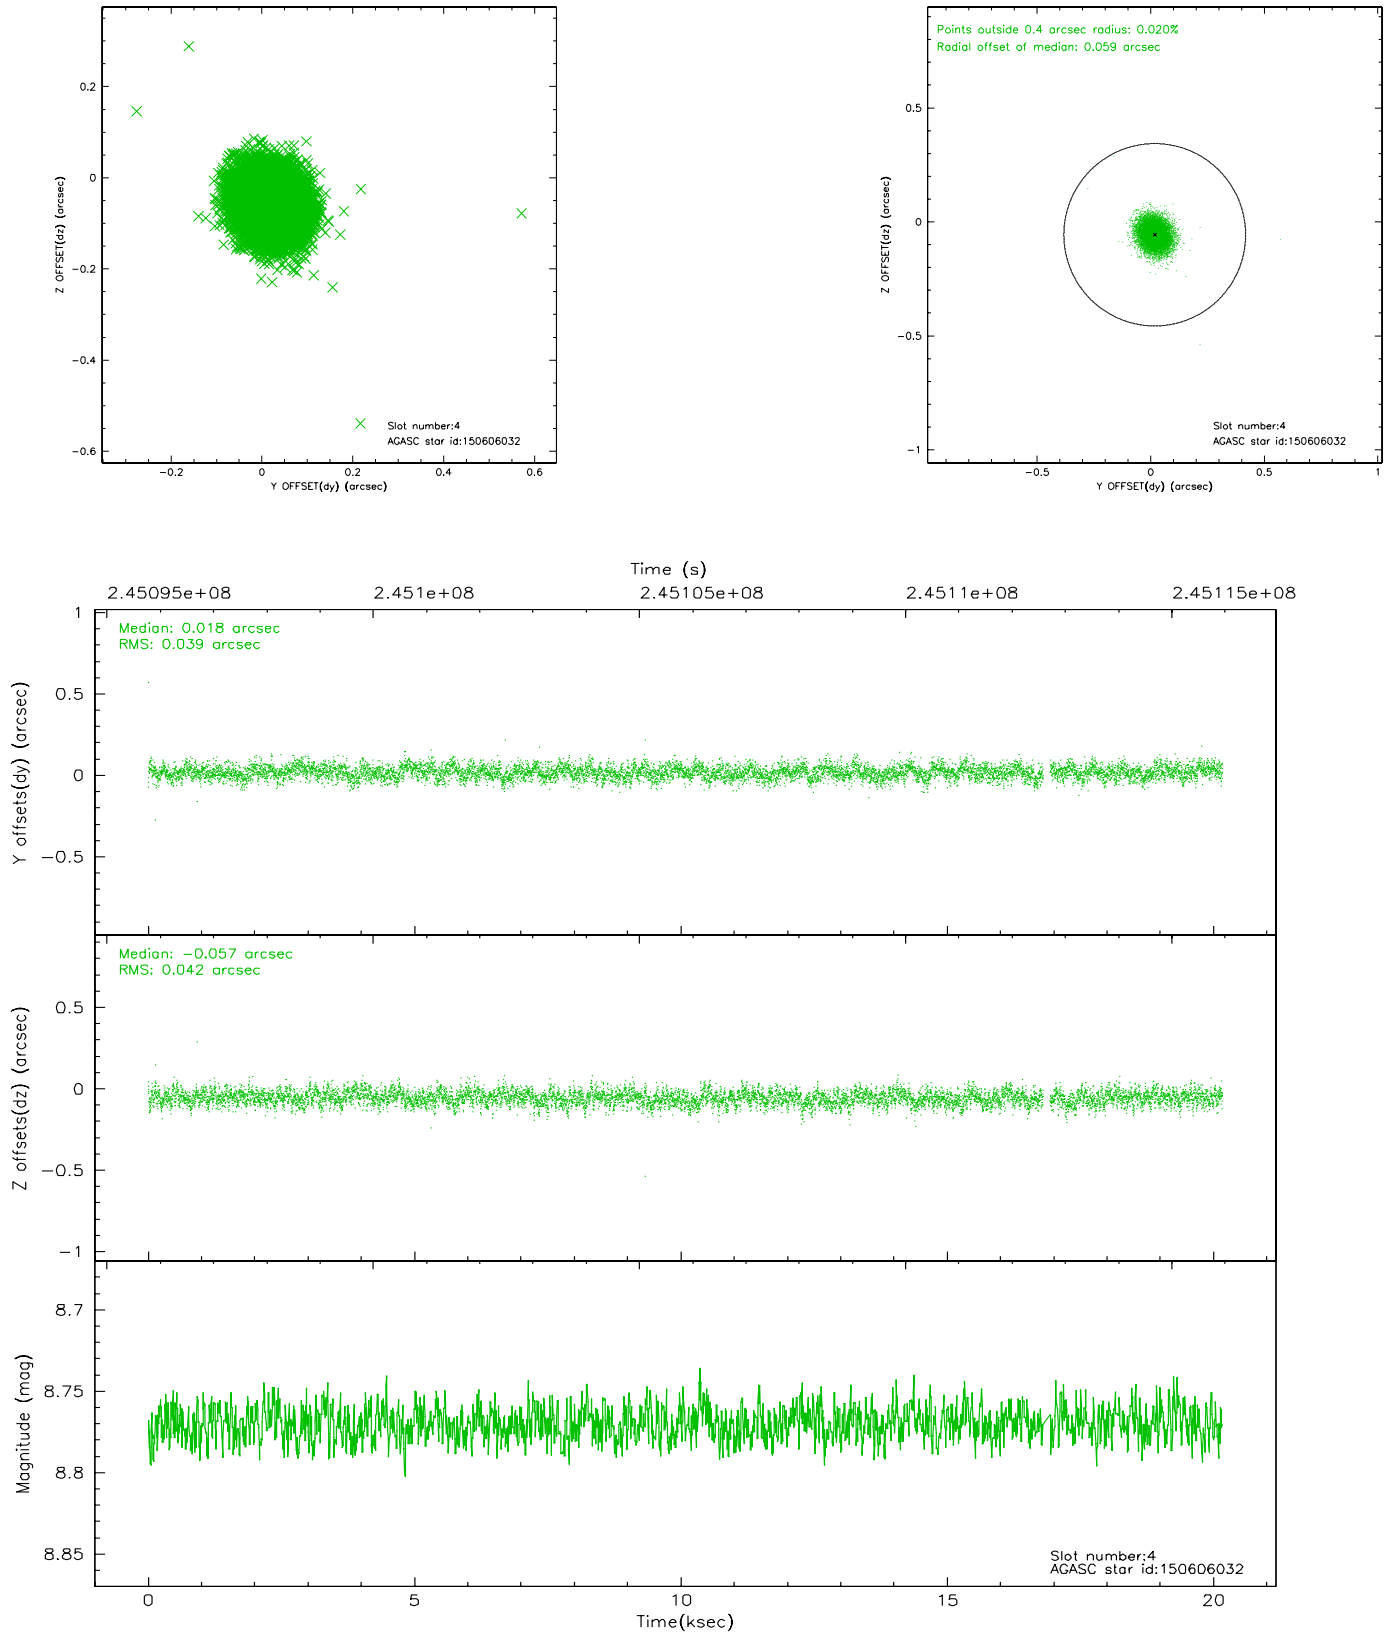 0.2
0
−0.2
−0.4
−0.6
Z OFFSET(dz) (arcsec)
Slot number:4
AGASC star id:150606032
−0.2 0 0.2 0.4 0.6
Y OFFSET(dy) (arcsec)
Points outside 0.4 arcsec radius: 0.020%
Radial offset of median: 0.059 arcsec
0.5
0
−0.5
−1
Z OFFSET(dz) (arcsec)
Slot number:4
AGASC star id:150606032
−0.5 0 0.5 1
Y OFFSET(dy) (arcsec)
Time (s)
2.45095e+08 2.451e+08 2.45105e+08 2.4511e+08 2.45115e+08
Median: 0.018 arcsec
RMS: 0.039 arcsec
1
0.5
0
−0.5
Y offsets(dy) (arcsec)
Median: −0.057 arcsec
RMS: 0.042 arcsec
0.5
0
−0.5
−1
Z offsets(dz) (arcsec)
8.7
8.75
8.8
8.85
Magnitude (mag)
Slot number:4
AGASC star id:150606032
0 5 10 15 20
Time(ksec)